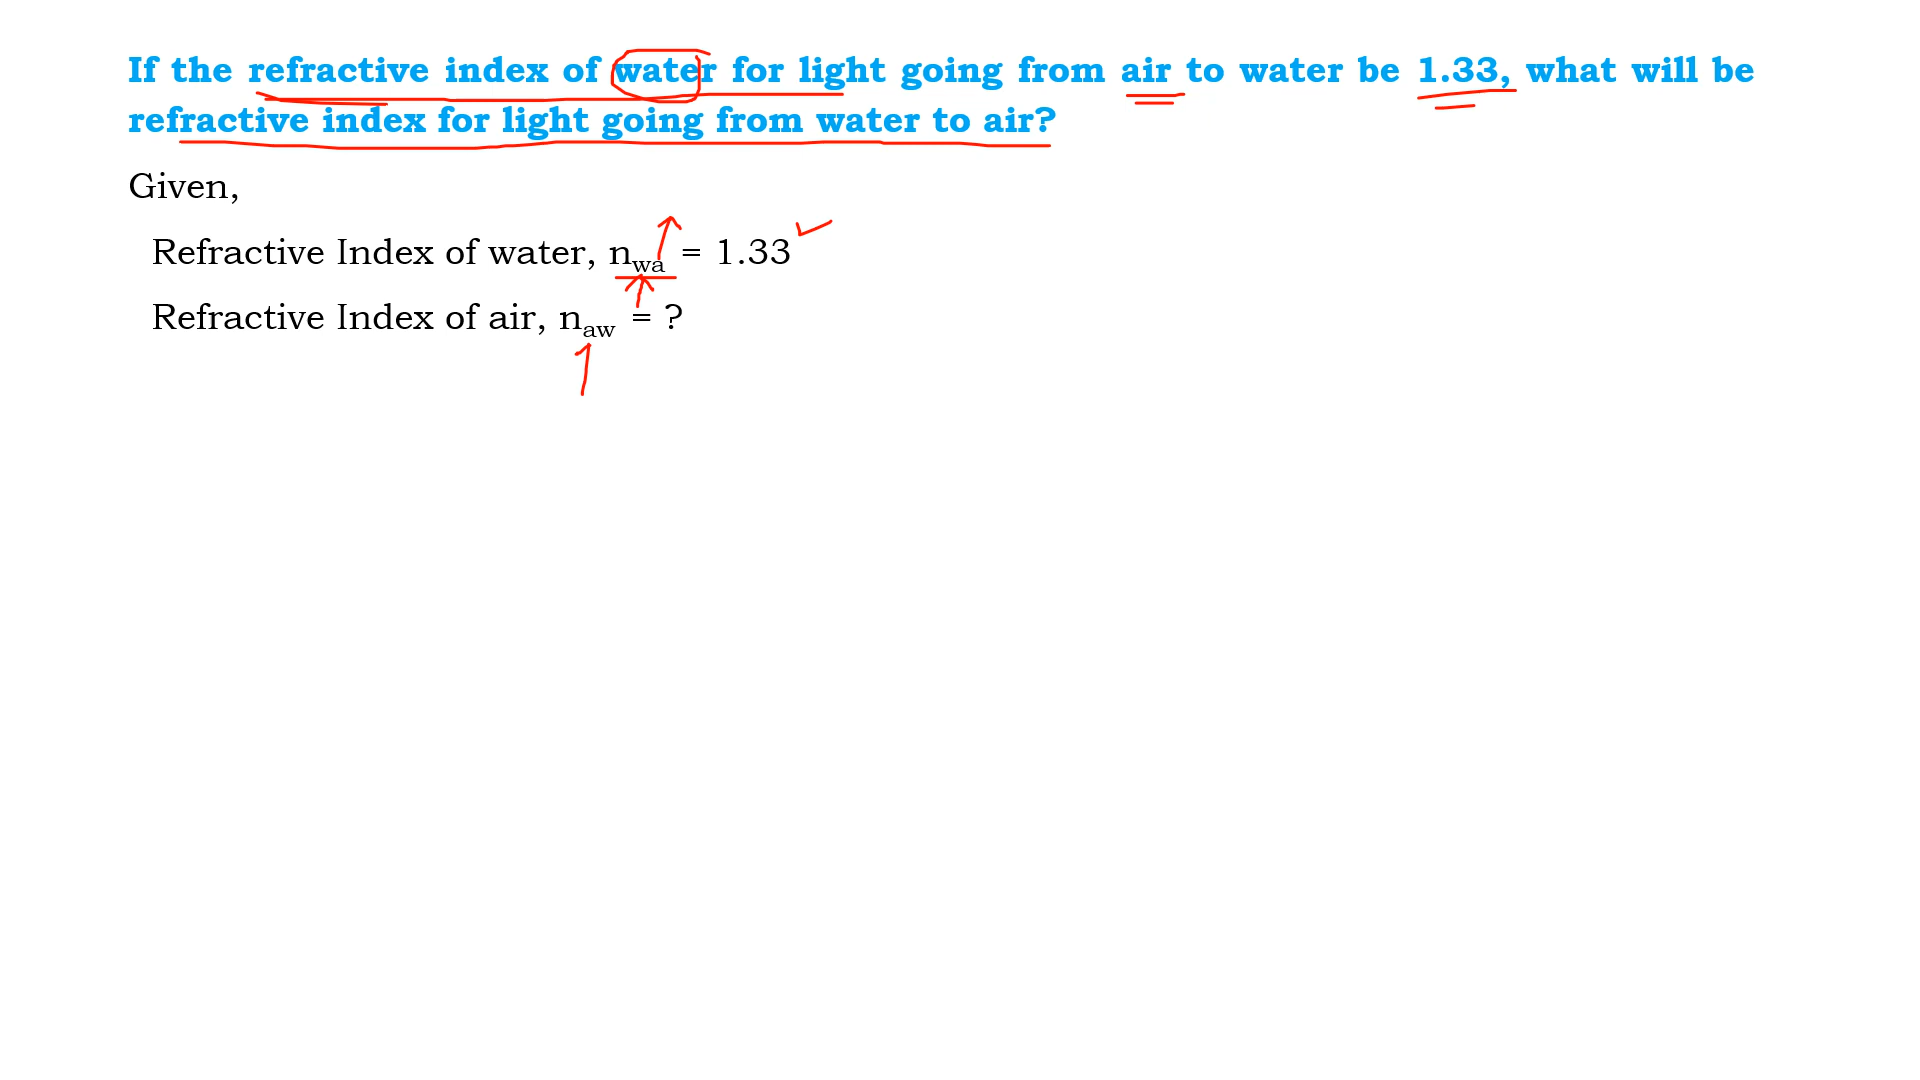 If the refractive index of water for light going from air to water be 1.33, what will be
refractive index for light going from water to air?
Given,
Refractive Index of water, nwa = 1.33
Refractive Index of air, naw = ?